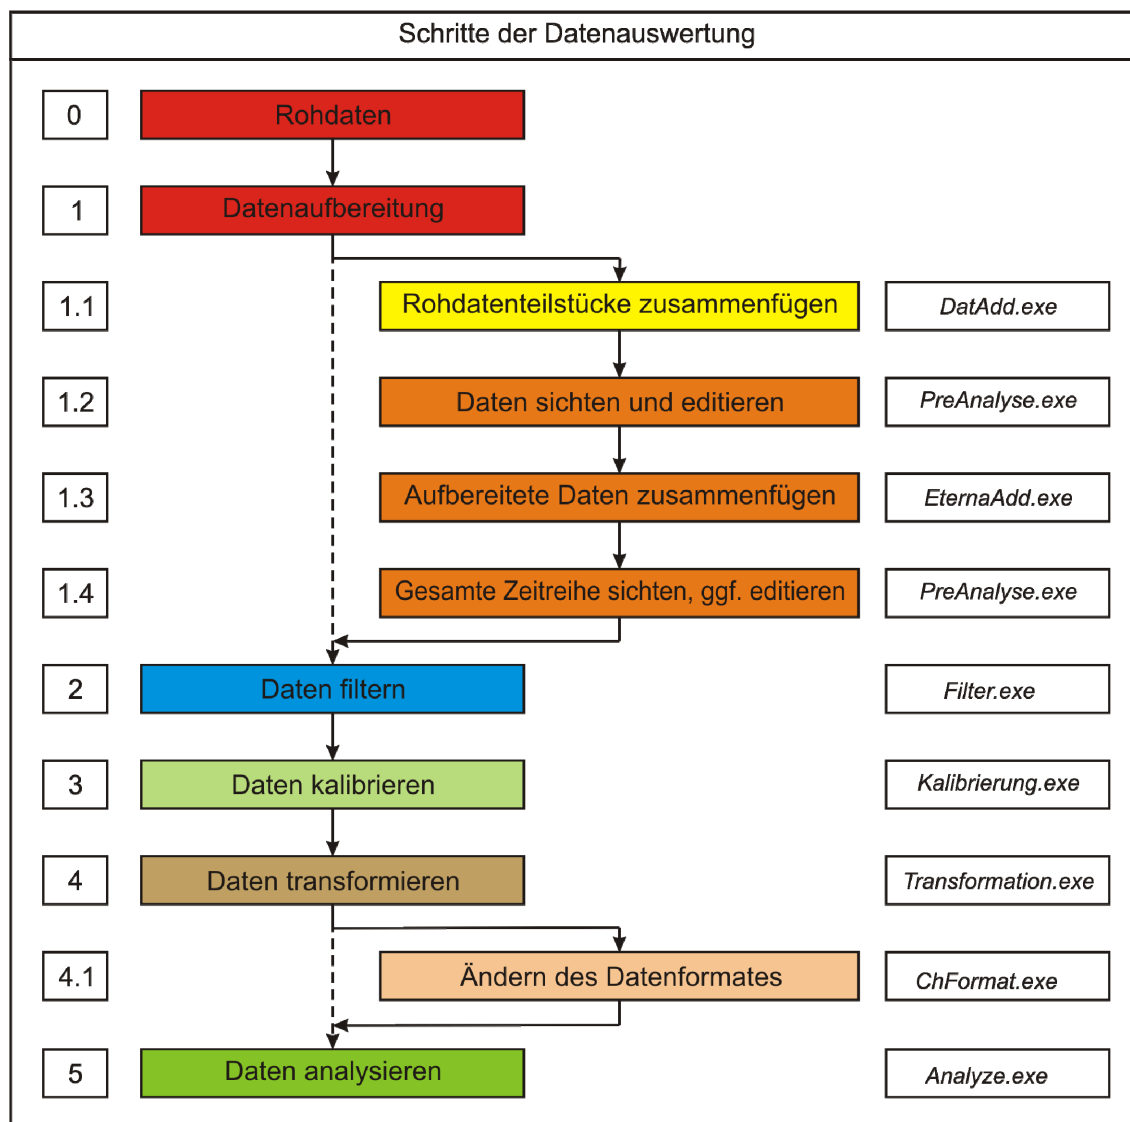 Schritte der Datenauswertung
0 Rohdaten
1 Datenaufbereitung
1.1 Rohdatenteilstücke zusammenfügen DatAdd.exe
1.2 Daten sichten und editieren PreAnalyse.exe
1.3 Aufbereitete Daten zusammenfügen EternaAdd.exe
1.4 Gesamte Zeitreihe sichten, ggf. editieren PreAnalyse.exe
2 Daten filtern Filter.exe
3 Daten kalibrieren Kalibrierung.exe
4 Daten transformieren Transformation.exe
4.1 Ändern des Datenformates ChFormat.exe
5 Daten analysieren Analyze.exe